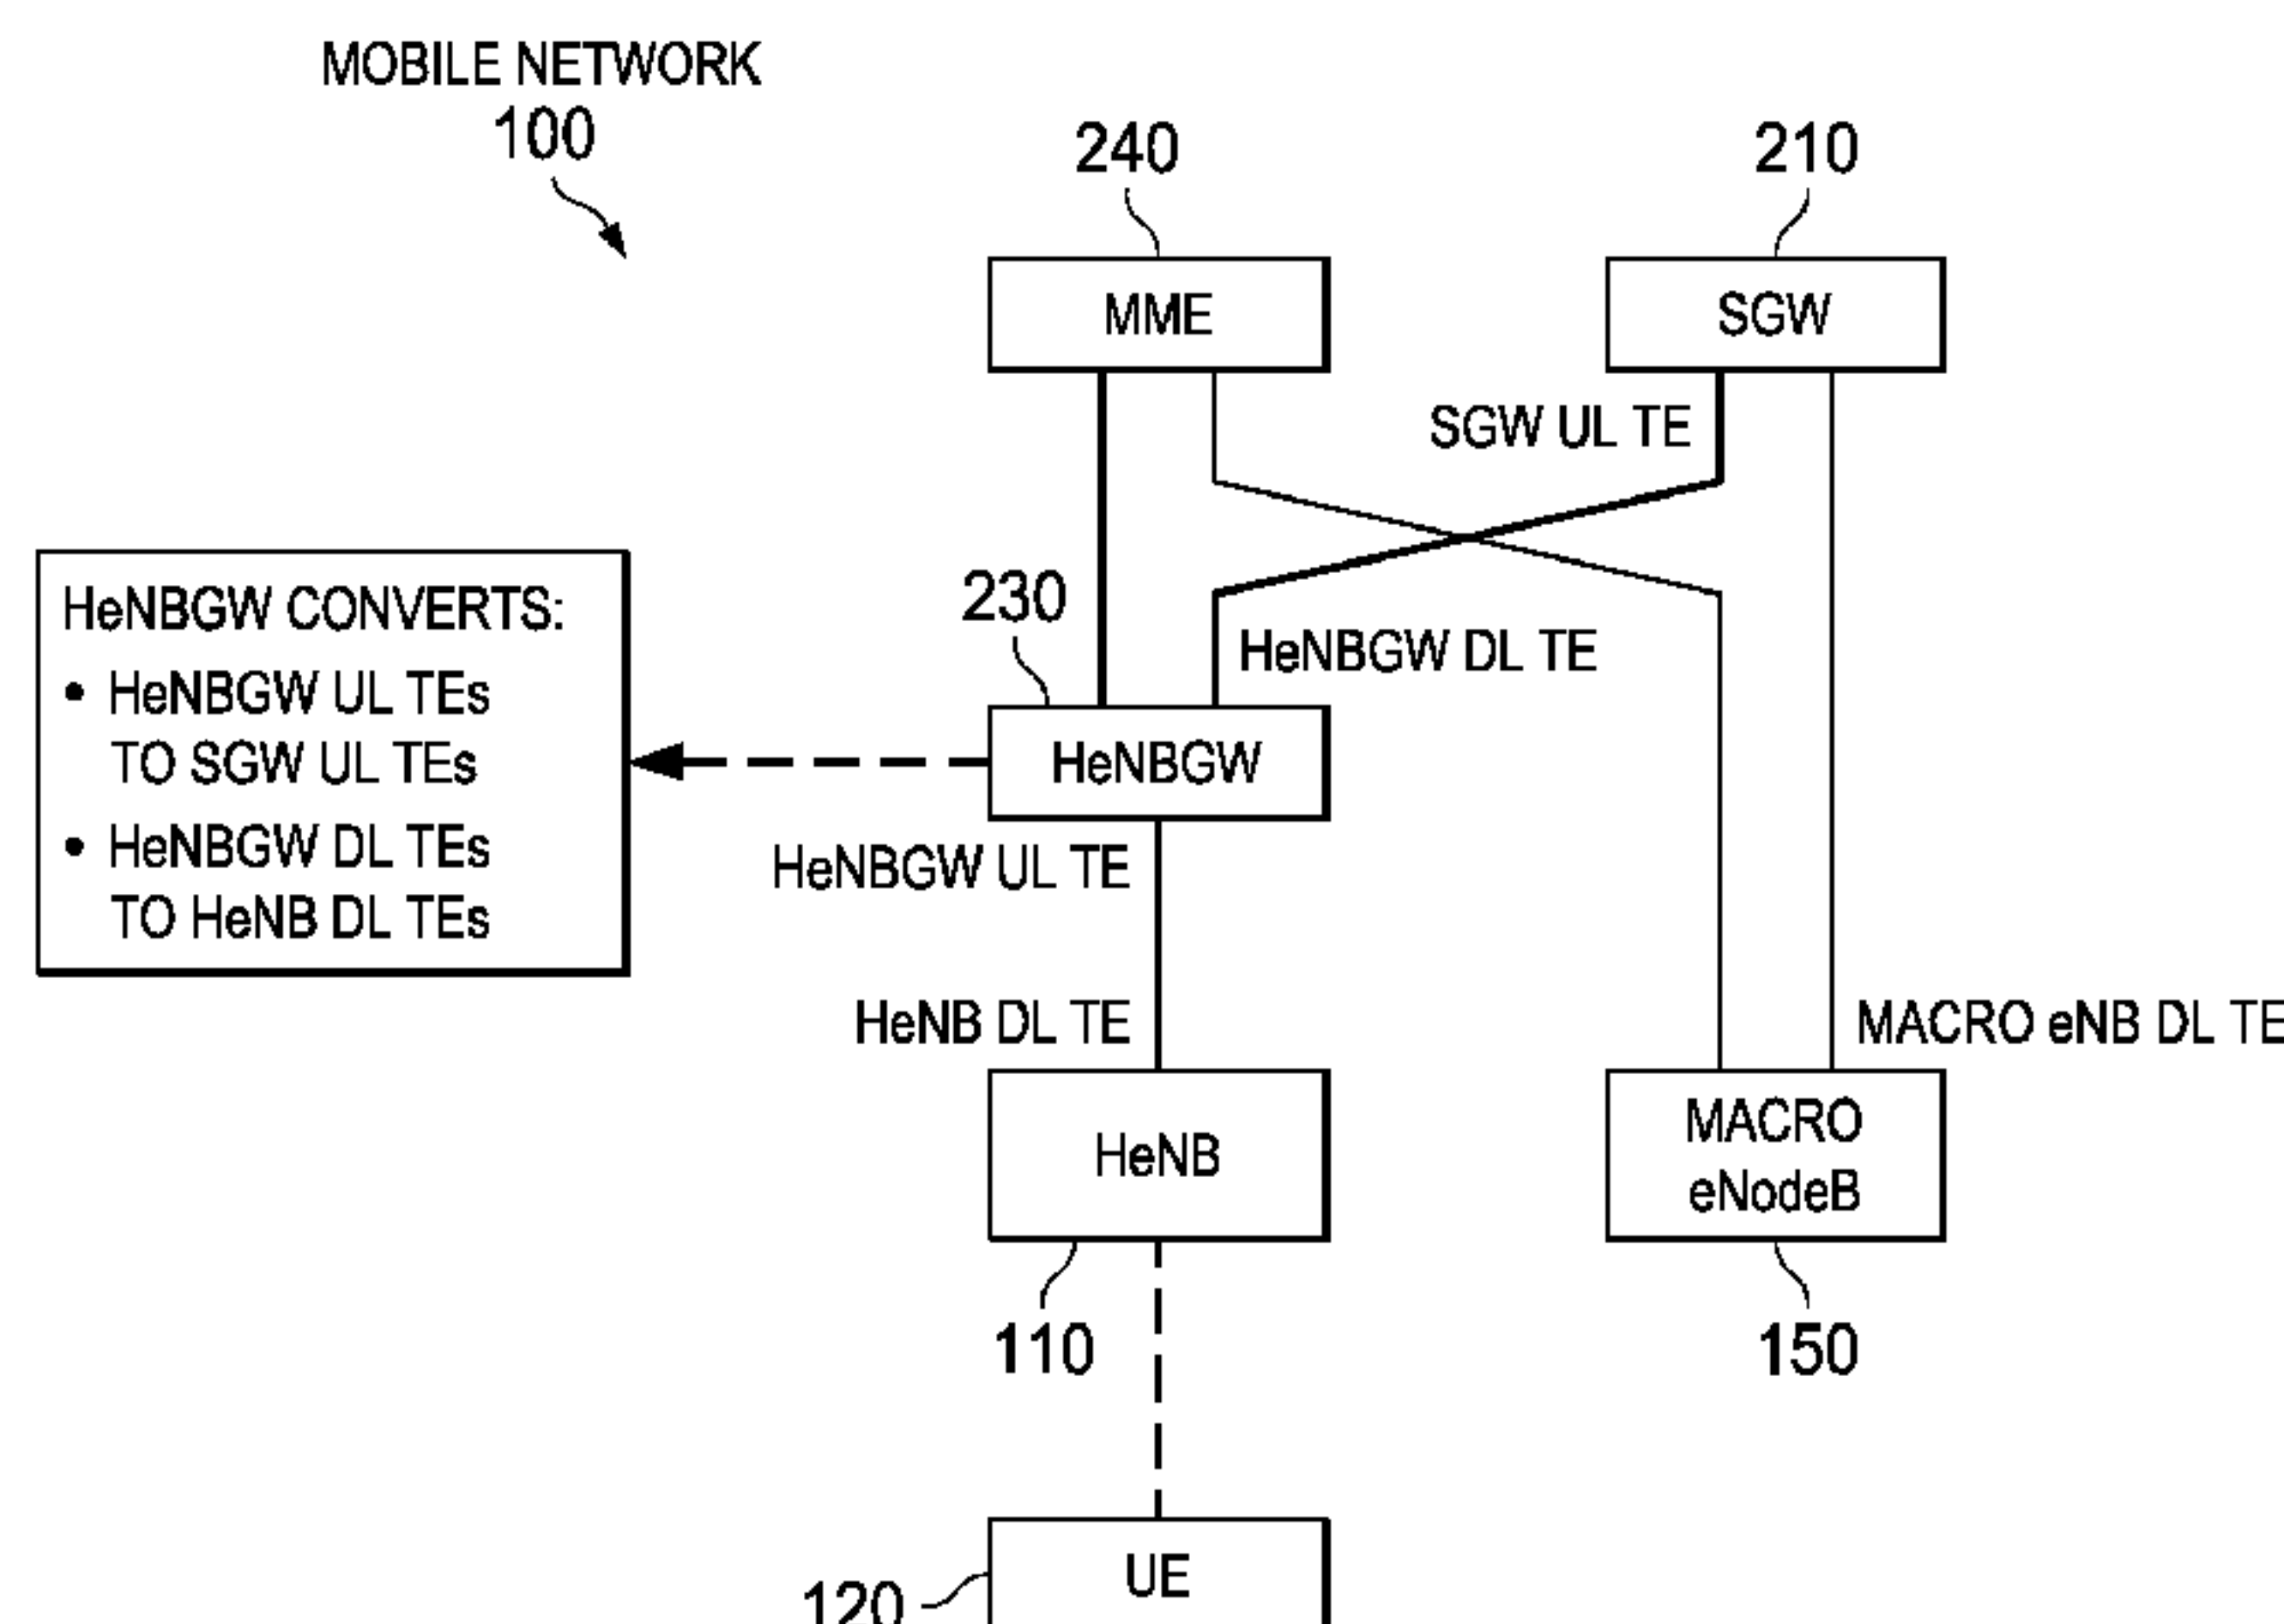 MOBILE NETWORK
100
240
210
MME
SGW
SGW UL TE
230
HeNBGW DL TE
HeNBGW CONVERTS:
• HeNBGW UL TEs
TO SGW UL TEs
• HeNBGW DL TEs
TO HeNB DL TEs
HeNBGW
HeNBGW UL TE
HeNB DL TE
MACRO eNB DL TE
HeNB
MACRO
eNodeB
110
150
UE
120